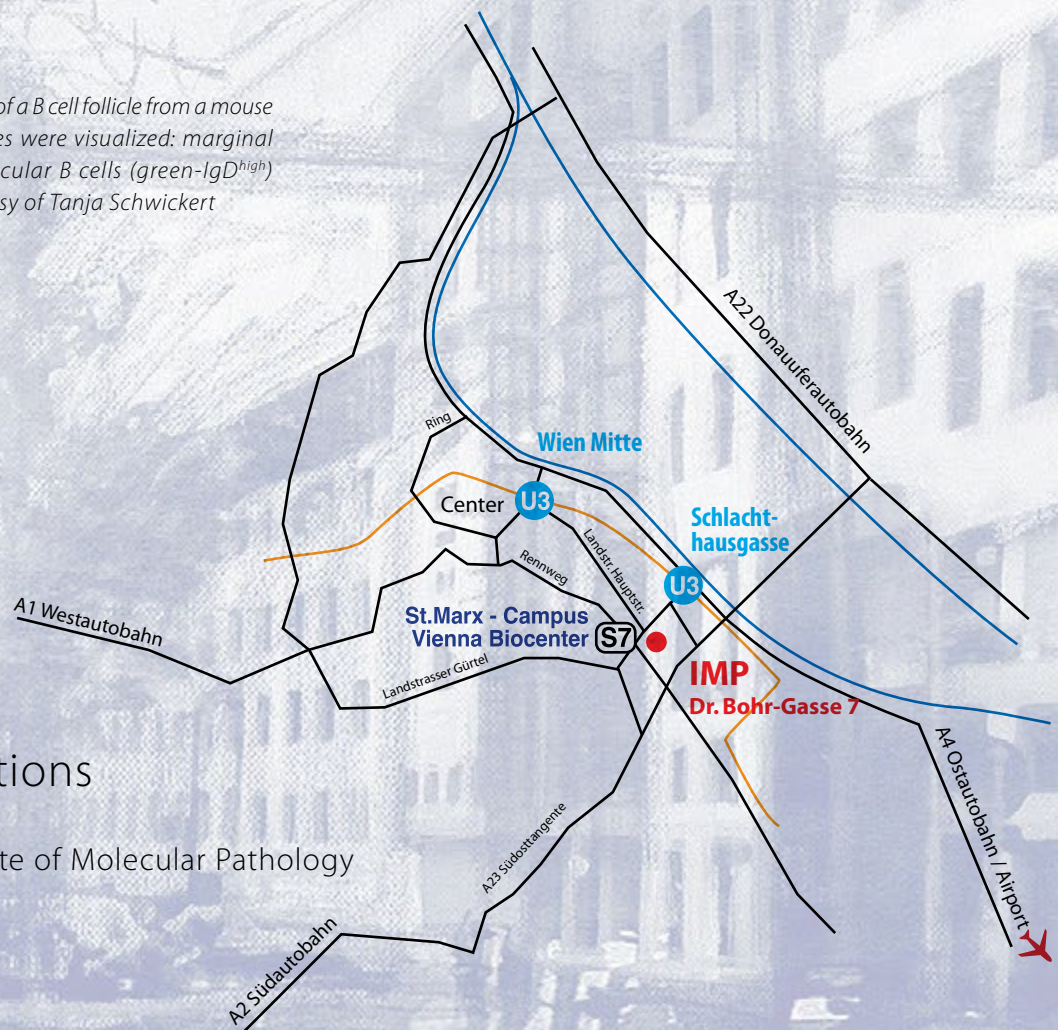 of a B cell follicle from a mouse
es were visualized: marginal
cular B cells (green-IgD^high)
sy of Tanja Schwickert
A22 Donauuferautobahn
Ring
Wien Mitte
Center
U3
Schlacht-
hausgasse
Landstr. Hauptstr.
Rennweg
U3
A1 Westautobahn
St.Marx - Campus
Vienna Biocenter
S7
Landstrasser Gürtel
IMP
Dr. Bohr-Gasse 7
A4 Ostautobahn / Airport
tions
te of Molecular Pathology
A23 Südosttangente
A2 Südautobahn